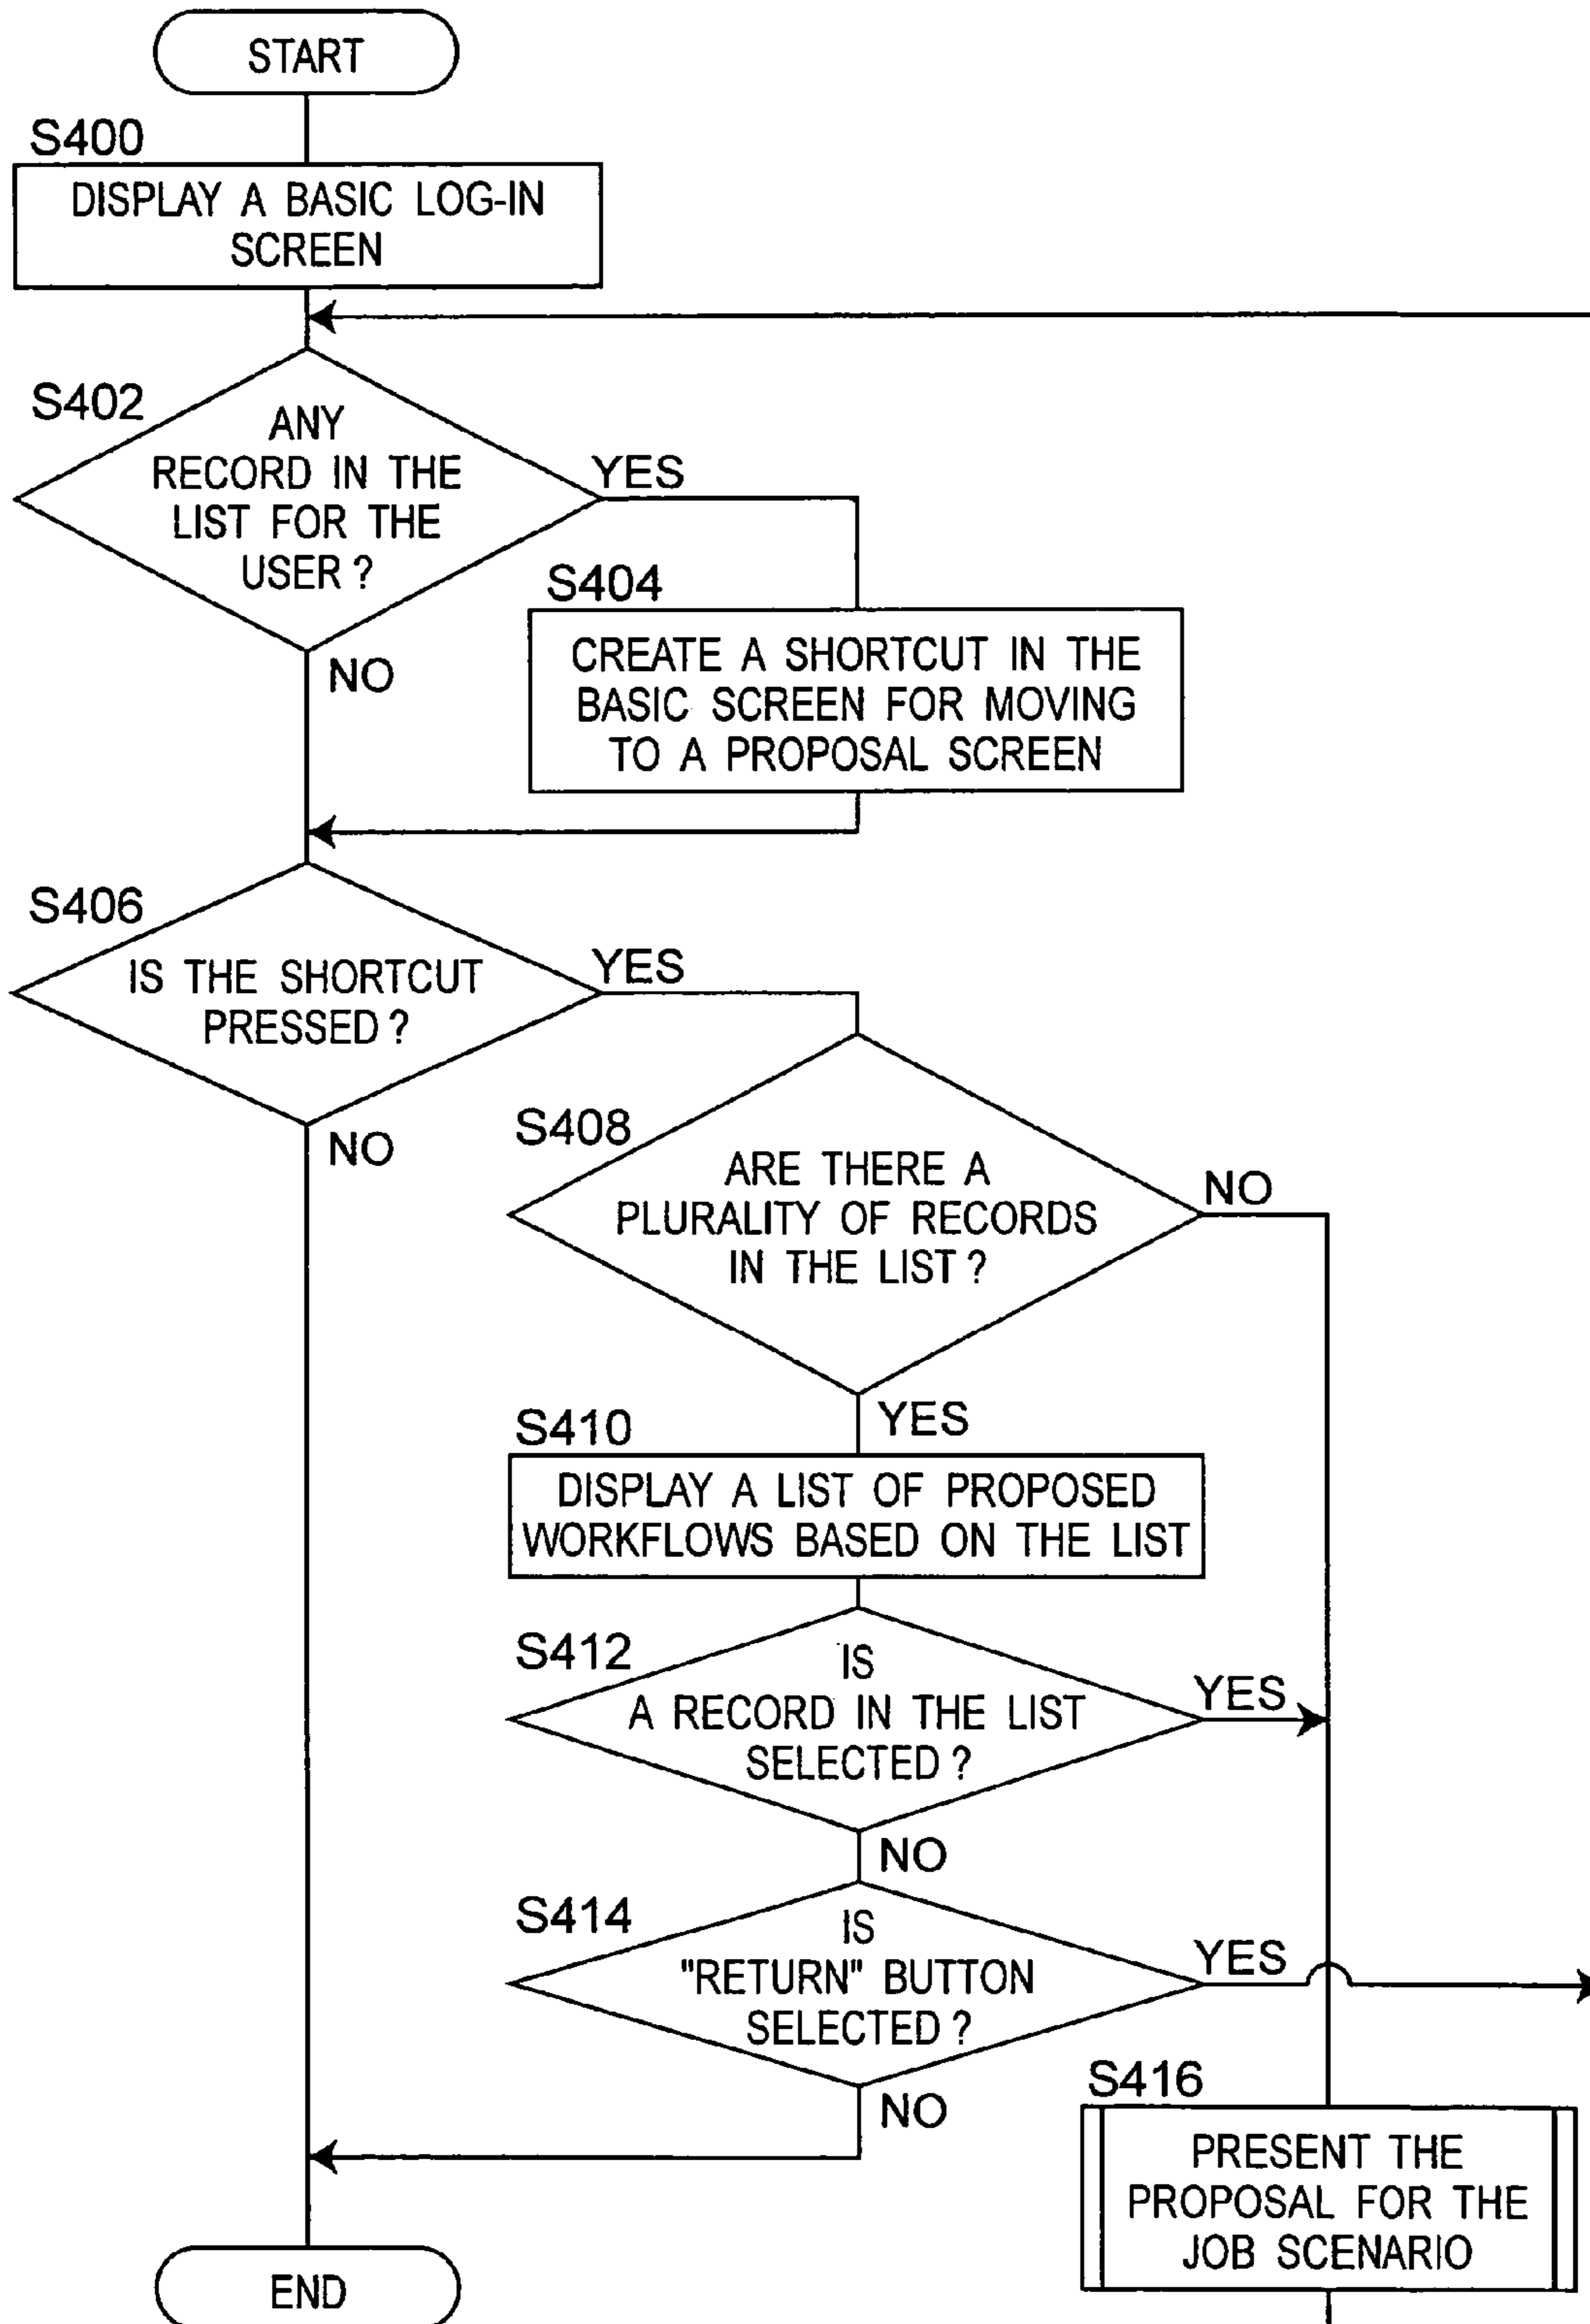 START
S400
DISPLAY A BASIC LOG-IN
SCREEN
S402
ANY
RECORD IN THE
LIST FOR THE
USER ?
YES
NO
S404
CREATE A SHORTCUT IN THE
BASIC SCREEN FOR MOVING
TO A PROPOSAL SCREEN
S406
IS THE SHORTCUT
PRESSED ?
YES
NO
S408
ARE THERE A
PLURALITY OF RECORDS
IN THE LIST ?
NO
YES
S410
DISPLAY A LIST OF PROPOSED
WORKFLOWS BASED ON THE LIST
S412
IS
A RECORD IN THE LIST
SELECTED ?
YES
NO
S414
IS
"RETURN" BUTTON
SELECTED ?
YES
NO
S416
PRESENT THE
PROPOSAL FOR THE
JOB SCENARIO
END